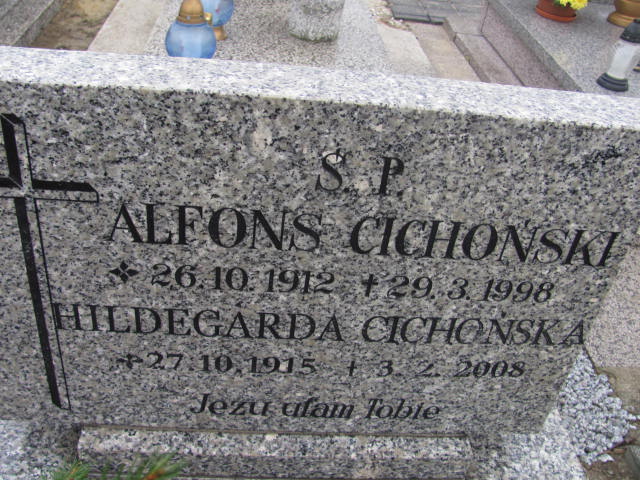 Ś. P.
ALFONS CICHOŃSKI
26.10.1912 † 29.3.1998
HILDEGARDA CICHOŃSKA
27.10.1915 † 3.2.2008
Jezu ufam Tobie